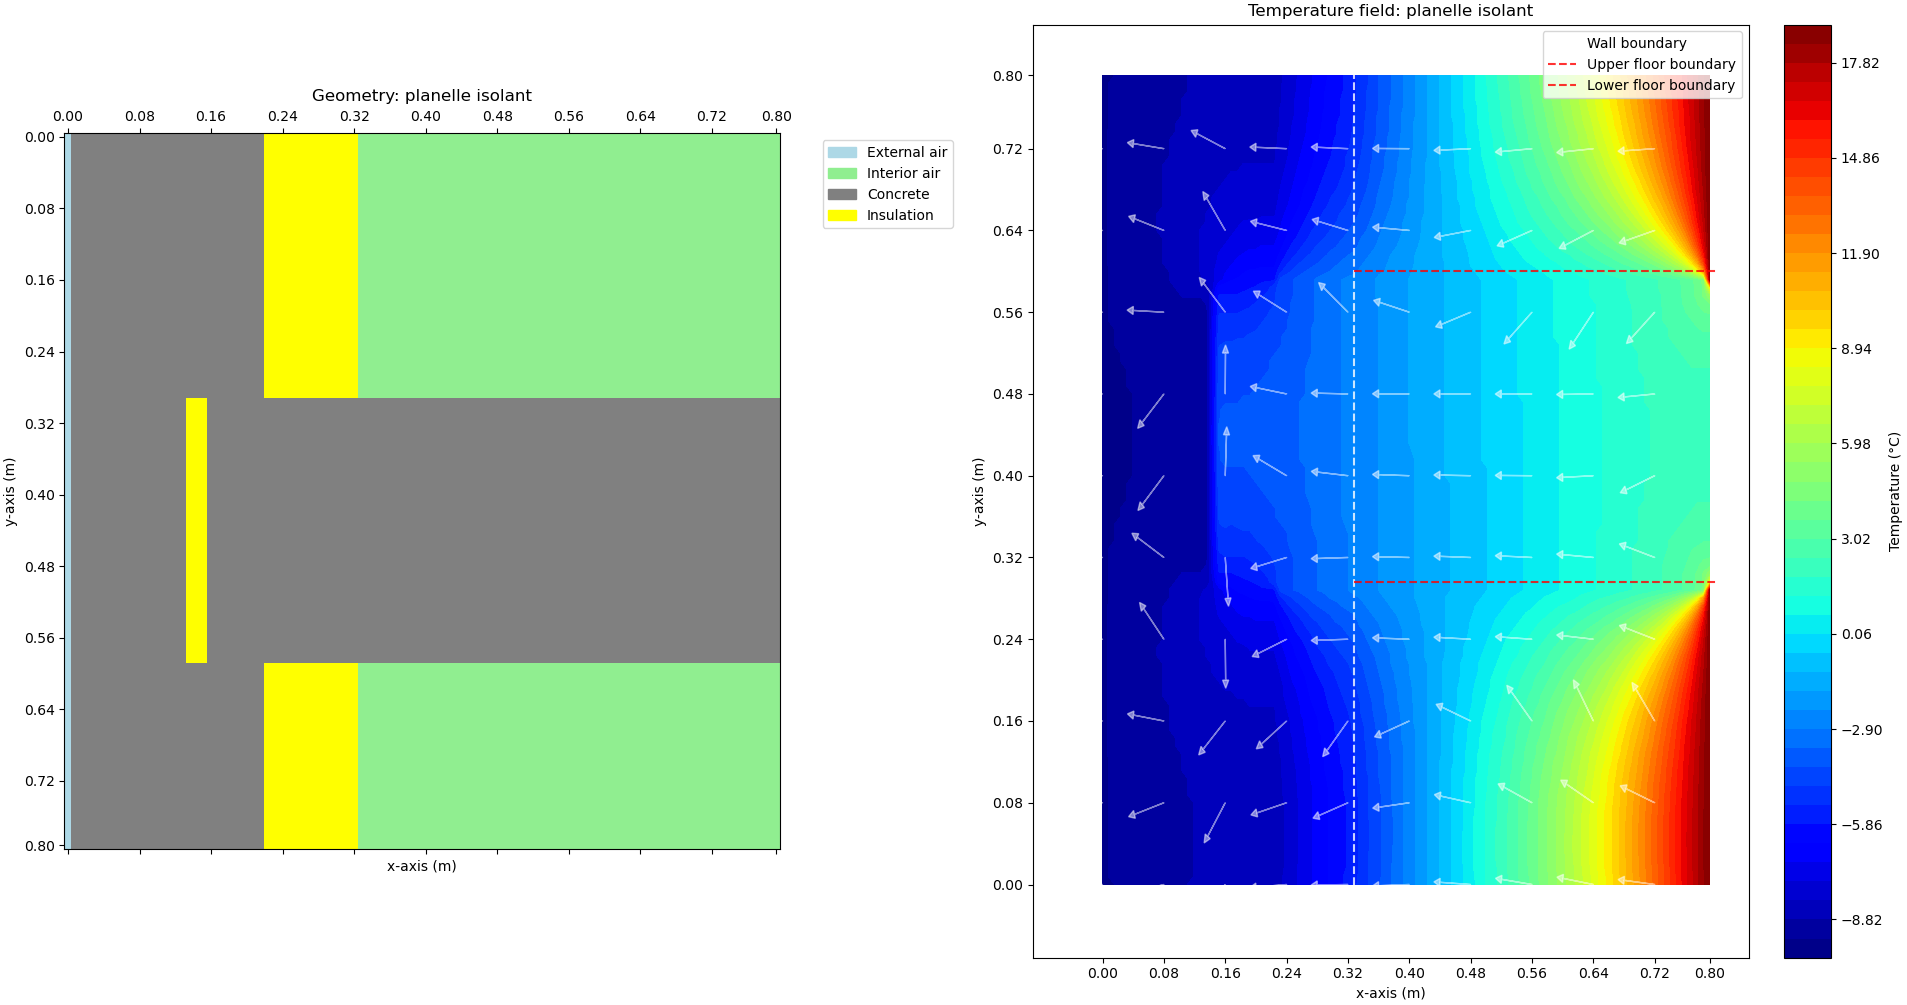 Geometry: planelle isolant
0.00 0.08 0.16 0.24 0.32 0.40 0.48 0.56 0.64 0.72 0.80
0.00
0.08
0.16
0.24
0.32
0.40
0.48
0.56
0.64
0.72
0.80
y-axis (m)
x-axis (m)
External air
Interior air
Concrete
Insulation
Temperature field: planelle isolant
Wall boundary
Upper floor boundary
Lower floor boundary
0.80
0.72
0.64
0.56
0.48
0.40
0.32
0.24
0.16
0.08
0.00
y-axis (m)
0.00 0.08 0.16 0.24 0.32 0.40 0.48 0.56 0.64 0.72 0.80
x-axis (m)
17.82
14.86
11.90
8.94
5.98
3.02
0.06
−2.90
−5.86
−8.82
Temperature (°C)